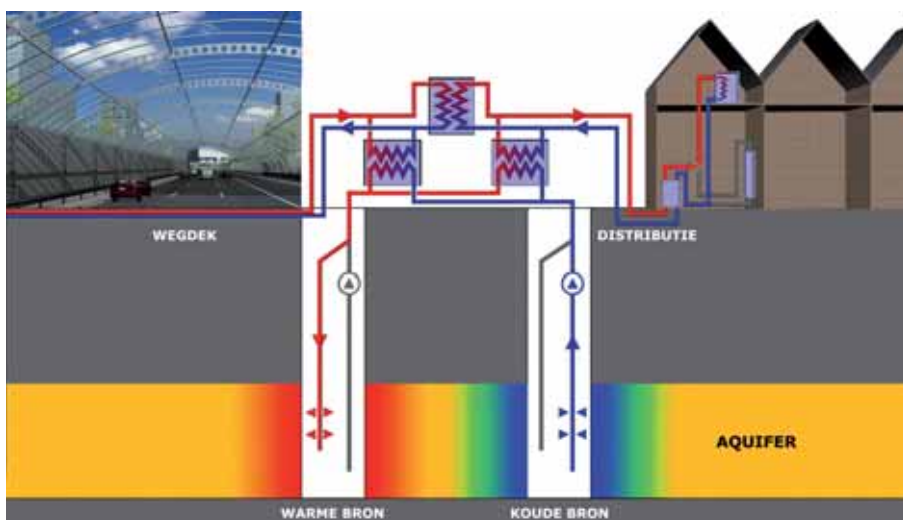 WEGDEK
DISTRIBUTIE
AQUIFER
WARME BRON
KOUDE BRON